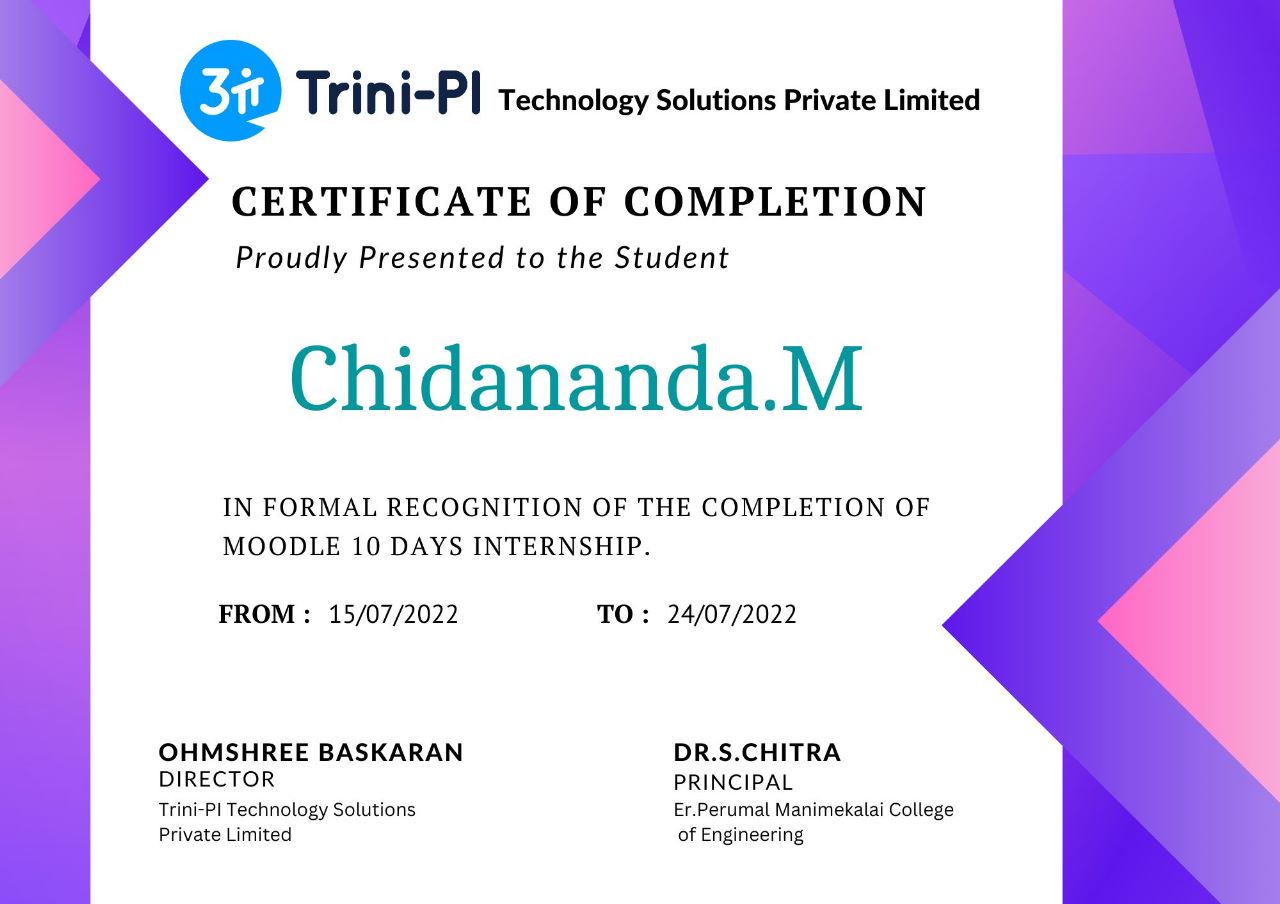 3π Trini-PI Technology Solutions Private Limited
CERTIFICATE OF COMPLETION
Proudly Presented to the Student
Chidananda.M
IN FORMAL RECOGNITION OF THE COMPLETION OF
MOODLE 10 DAYS INTERNSHIP.
FROM : 15/07/2022 TO : 24/07/2022
OHMSHREE BASKARAN
DIRECTOR
Trini-PI Technology Solutions
Private Limited
DR.S.CHITRA
PRINCIPAL
Er.Perumal Manimekalai College
of Engineering